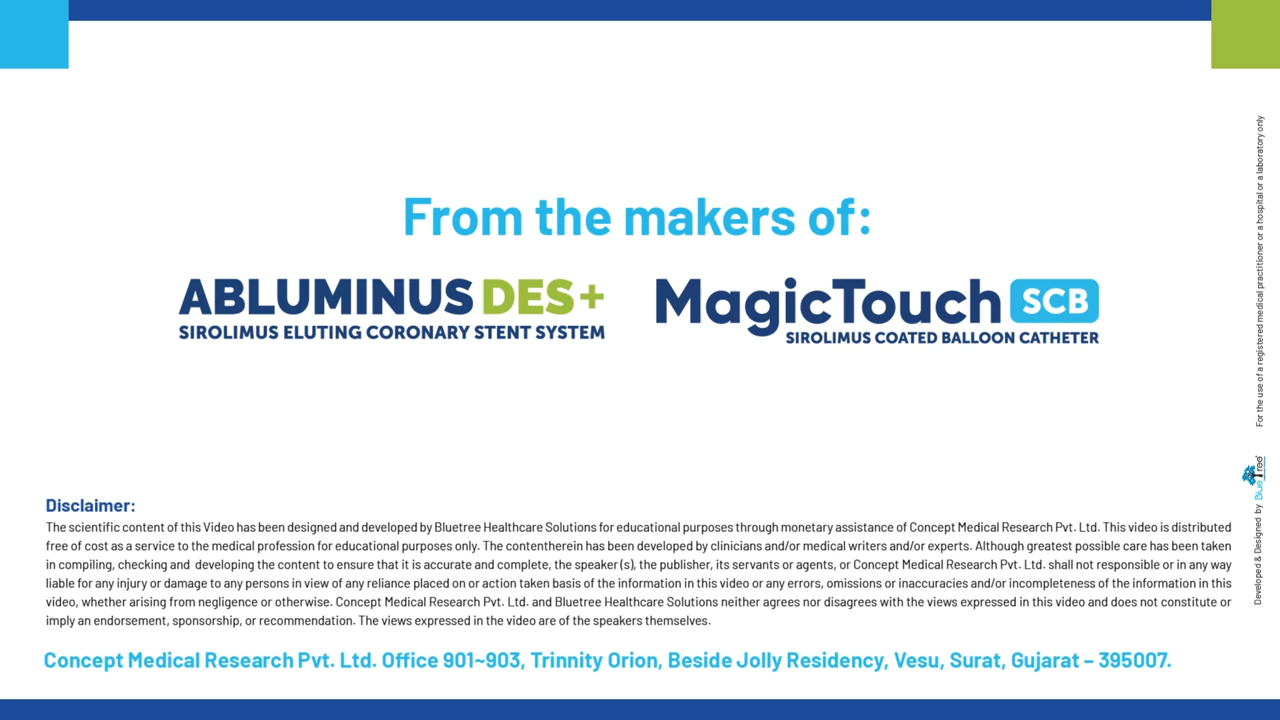 From the makers of:
ABLUMINUS DES+
SIROLIMUS ELUTING CORONARY STENT SYSTEM
MagicTouch SCB
SIROLIMUS COATED BALLOON CATHETER
Disclaimer:
The scientific content of this Video has been designed and developed by Bluetree Healthcare Solutions for educational purposes through monetary assistance of Concept Medical Research Pvt. Ltd. This video is distributed
free of cost as a service to the medical profession for educational purposes only. The contentherein has been developed by clinicians and/or medical writers and/or experts. Although greatest possible care has been taken
in compiling, checking and developing the content to ensure that it is accurate and complete, the speaker(s), the publisher, its servants or agents, or Concept Medical Research Pvt. Ltd. shall not responsible or in any way
liable for any injury or damage to any persons in view of any reliance placed on or action taken basis of the information in this video or any errors, omissions or inaccuracies and/or incompleteness of the information in this
video, whether arising from negligence or otherwise. Concept Medical Research Pvt. Ltd. and Bluetree Healthcare Solutions neither agrees nor disagrees with the views expressed in this video and does not constitute or
imply an endorsement, sponsorship, or recommendation. The views expressed in the video are of the speakers themselves.
Concept Medical Research Pvt. Ltd. Office 901~903, Trinnity Orion, Beside Jolly Residency, Vesu, Surat, Gujarat – 395007.
Developed & Designed by BlueTree
For the use of a registered medical practitioner or a hospital or a laboratory only